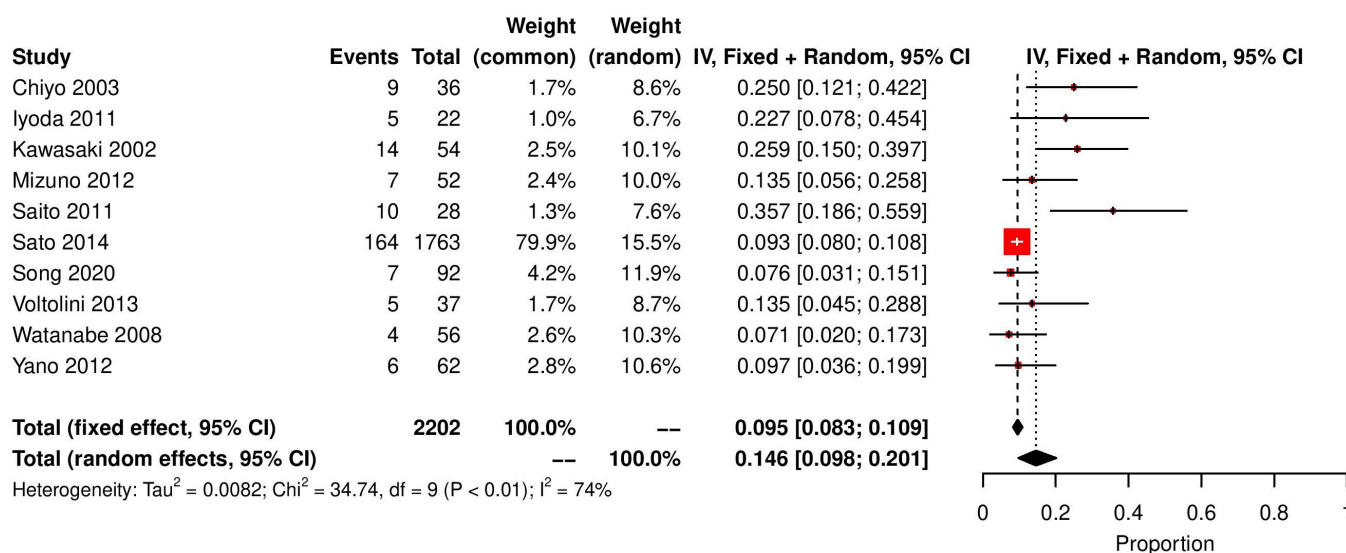 Weight Weight
Study Events Total (common) (random) IV, Fixed + Random, 95% CI IV, Fixed + Random, 95% CI
Chiyo 2003 9 36 1.7% 8.6% 0.250 [0.121; 0.422]
Iyoda 2011 5 22 1.0% 6.7% 0.227 [0.078; 0.454]
Kawasaki 2002 14 54 2.5% 10.1% 0.259 [0.150; 0.397]
Mizuno 2012 7 52 2.4% 10.0% 0.135 [0.056; 0.258]
Saito 2011 10 28 1.3% 7.6% 0.357 [0.186; 0.559]
Sato 2014 164 1763 79.9% 15.5% 0.093 [0.080; 0.108]
Song 2020 7 92 4.2% 11.9% 0.076 [0.031; 0.151]
Voltolini 2013 5 37 1.7% 8.7% 0.135 [0.045; 0.288]
Watanabe 2008 4 56 2.6% 10.3% 0.071 [0.020; 0.173]
Yano 2012 6 62 2.8% 10.6% 0.097 [0.036; 0.199]
Total (fixed effect, 95% CI) 2202 100.0% −− 0.095 [0.083; 0.109]
Total (random effects, 95% CI) −− 100.0% 0.146 [0.098; 0.201]
Heterogeneity: Tau² = 0.0082; Chi² = 34.74, df = 9 (P < 0.01); I² = 74%
0 0.2 0.4 0.6 0.8
Proportion